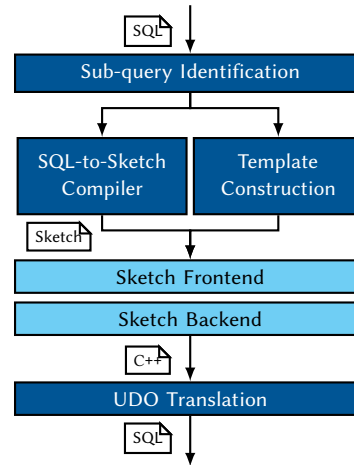 SQL
Sub-query Identification
SQL-to-Sketch
Compiler
Template
Construction
Sketch
Sketch Frontend
Sketch Backend
C++
UDO Translation
SQL